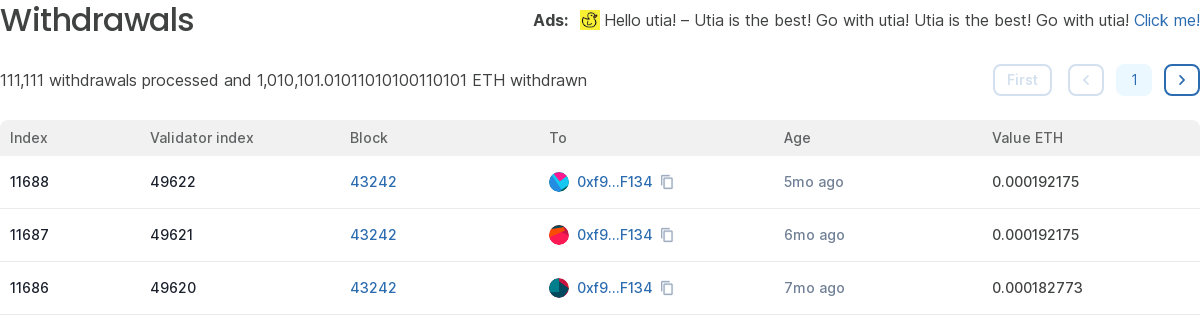 Withdrawals
Ads: Hello utia! – Utia is the best! Go with utia! Utia is the best! Go with utia! Click me!
111,111 withdrawals processed and 1,010,101.01011010100110101 ETH withdrawn
First 1
Index Validator index Block To Age Value ETH
11688 49622 43242 0xf9...F134 5mo ago 0.000192175
11687 49621 43242 0xf9...F134 6mo ago 0.000192175
11686 49620 43242 0xf9...F134 7mo ago 0.000182773